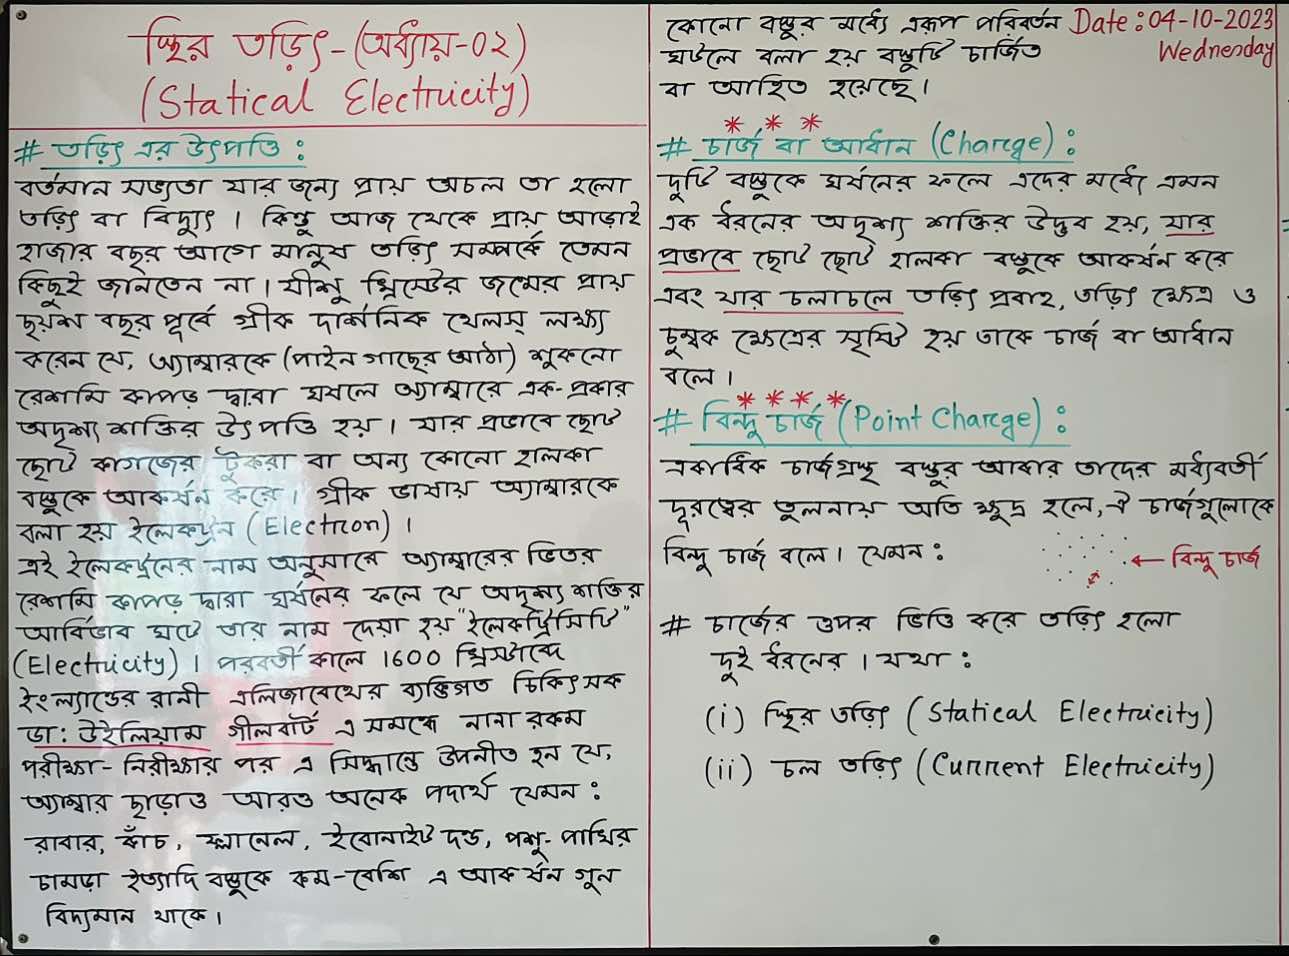 স্থির তড়িৎ-(অধ্যায়-০২)
(Statical Electricity)
# তড়িৎ এর উৎপত্তি :
বর্তমান সভ্যতা যার জন্য প্রায় অচল তা হলো
তড়িৎ বা বিদ্যুৎ । কিন্তু আজ থেকে প্রায় আড়াই
হাজার বছর আগে মানুষ তড়িৎ সম্পর্কে তেমন
কিছুই জানতেন না । যীশু খ্রিস্টের জন্মের প্রায়
ছয়শ বছর পূর্বে গ্রীক দার্শনিক থেলস্ লক্ষ্য
করেন যে, অ্যাম্বারকে (পাইন গাছের আঠা) শুকনো
রেশমি কাপড় দ্বারা ঘষলে অ্যাম্বারে এক-প্রকার
অদৃশ্য শক্তির উৎপত্তি হয় । যার প্রভাবে ছোট
ছোট কাগজের টুকরা বা অন্য কোনো হালকা
বস্তুকে আকর্ষন করে । গ্রীক ভাষায় অ্যাম্বারকে
বলা হয় ইলেকট্রন (Electron) ।
এই ইলেকট্রনের নাম অনুসারে অ্যাম্বারের ভিতর
রেশমি কাপড় দ্বারা ঘর্ষনের ফলে যে অদৃশ্য শক্তির
আবির্ভাব ঘটে তার নাম দেয়া হয় "ইলেকট্রিসিটি"
(Electricity) । পরবর্তী কালে 1600 খ্রিস্টাব্দে
ইংল্যান্ডের রানী এলিজাবেথের ব্যক্তিগত চিকিৎসক
ডা: উইলিয়াম গীলবার্ট এ সমন্ধে নানা রকম
পরীক্ষা-নিরীক্ষার পর এ সিদ্ধান্তে উপনীত হন যে,
অ্যাম্বার ছাড়াও আরও অনেক পদার্থ যেমন :
রাবার, কাঁচ, ফ্লানেল, ইবোনাইট দন্ড, পশু-পাখির
চামড়া ইত্যাদি বস্তুকে কম-বেশি এ আকর্ষন গুন
বিদ্যমান থাকে ।
Date : 04-10-2023
Wednesday
কোনো বস্তুর মধ্যে এরূপ পরিবর্তন
ঘটলে বলা হয় বস্তুটি চার্জিত
বা আহিত হয়েছে ।
* * *
# চার্জ বা আধান (Charge) :
দুটি বস্তুকে ঘর্ষনের ফলে এদের মধ্যে এমন
এক ধরনের অদৃশ্য শক্তির উদ্ভব হয়, যার
প্রভাবে ছোট ছোট হালকা বস্তুকে আকর্ষন করে
এবং যার চলাচলে তড়িৎ প্রবাহ, তড়িৎ ক্ষেত্র ও
চুম্বক ক্ষেত্রের সৃষ্টি হয় তাকে চার্জ বা আধান
বলে ।
* * * *
# বিন্দু চার্জ (Point Charge) :
একাধিক চার্জগ্রস্থ বস্তুর আকার তাদের মধ্যবর্তী
দূরত্বের তুলনায় অতি ক্ষুদ্র হলে, ঐ চার্জগুলোকে
বিন্দু চার্জ বলে । যেমন :
← বিন্দু চার্জ
# চার্জের ওপর ভিত্তি করে তড়িৎ হলো
দুই ধরনের । যথা :
(i) স্থির তড়িৎ (Statical Electricity)
(ii) চল তড়িৎ (Current Electricity)